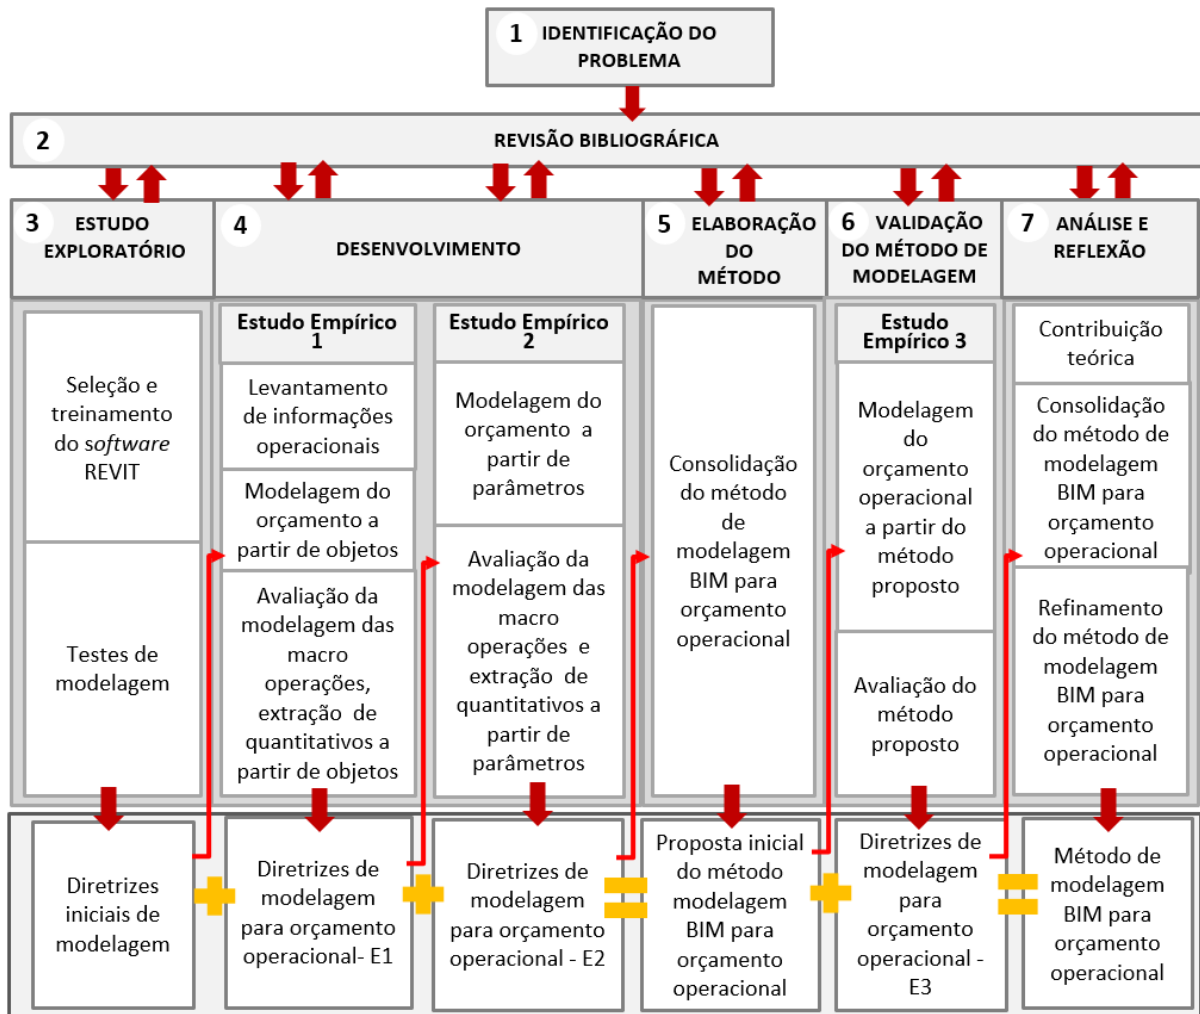 1 IDENTIFICAÇÃO DO
PROBLEMA
2 REVISÃO BIBLIOGRÁFICA
3 ESTUDO
EXPLORATÓRIO
4
DESENVOLVIMENTO
5 ELABORAÇÃO
DO
MÉTODO
6 VALIDAÇÃO
DO MÉTODO DE
MODELAGEM
7 ANÁLISE E
REFLEXÃO
Seleção e
treinamento
do software
REVIT
Testes de
modelagem
Estudo Empírico
1
Levantamento
de informações
operacionais
Modelagem do
orçamento a
partir de objetos
Avaliação da
modelagem das
macro
operações,
extração de
quantitativos a
partir de objetos
Estudo Empírico
2
Modelagem do
orçamento a
partir de
parâmetros
Avaliação da
modelagem das
macro
operações e
extração de
quantitativos a
partir de
parâmetros
Consolidação
do método
de
modelagem
BIM para
orçamento
operacional
Estudo
Empírico 3
Modelagem
do
orçamento
operacional
a partir do
método
proposto
Avaliação do
método
proposto
Contribuição
teórica
Consolidação
do método de
modelagem
BIM para
orçamento
operacional
Refinamento
do método de
modelagem
BIM para
orçamento
operacional
Diretrizes
iniciais de
modelagem
+
Diretrizes de
modelagem
para orçamento
operacional- E1
+
Diretrizes de
modelagem
para orçamento
operacional - E2
=
Proposta inicial
do método
modelagem
BIM para
orçamento
operacional
+
Diretrizes de
modelagem
para
orçamento
operacional -
E3
=
Método de
modelagem
BIM para
orçamento
operacional